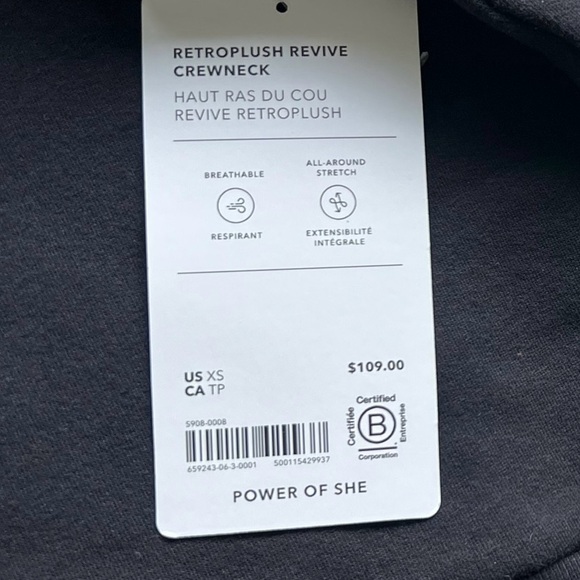 RETROPLUSH REVIVE
CREWNECK
HAUT RAS DU COU
REVIVE RETROPLUSH
BREATHABLE
RESPIRANT
ALL-AROUND
STRETCH
EXTENSIBILITÉ
INTÉGRALE
US XS
CA TP
$109.00
5908-0008
659243-06-3-0001 500115429937
Certified
Certifiée
B
Entreprise
Corporation
POWER OF SHE